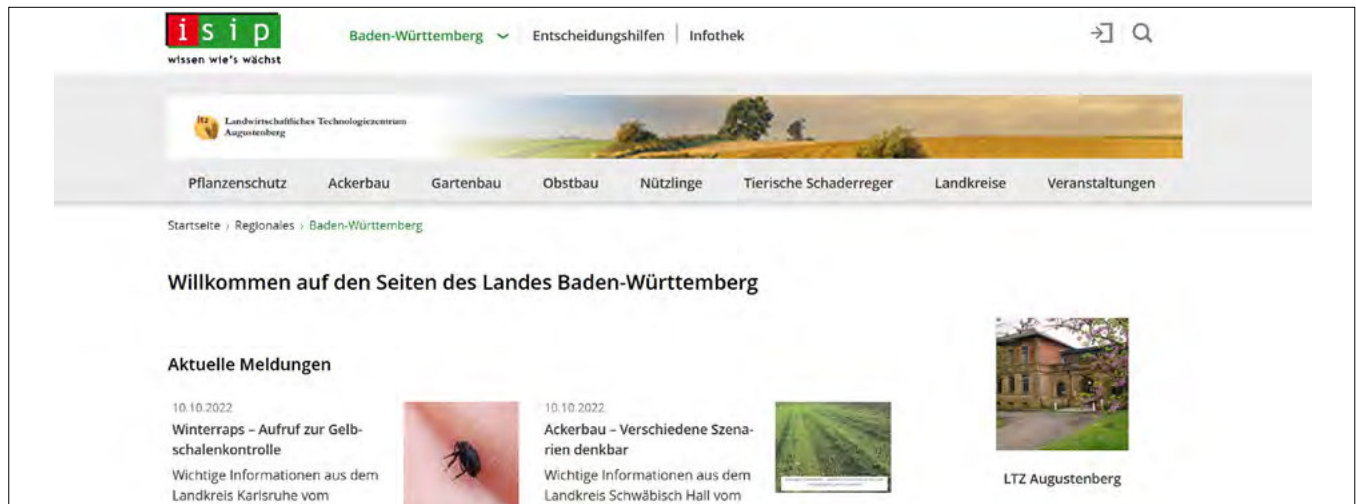 isip
wissen wie's wächst
Baden-Württemberg
Entscheidungshilfen
Infothek
ltz
Landwirtschaftliches Technologiezentrum
Augustenberg
Pflanzenschutz
Ackerbau
Gartenbau
Obstbau
Nützlinge
Tierische Schaderreger
Landkreise
Veranstaltungen
Startseite › Regionales › Baden-Württemberg
Willkommen auf den Seiten des Landes Baden-Württemberg
Aktuelle Meldungen
10.10.2022
Winterraps – Aufruf zur Gelb-
schalenkontrolle
Wichtige Informationen aus dem
Landkreis Karlsruhe vom
10.10.2022
Ackerbau – Verschiedene Szena-
rien denkbar
Wichtige Informationen aus dem
Landkreis Schwäbisch Hall vom
LTZ Augustenberg